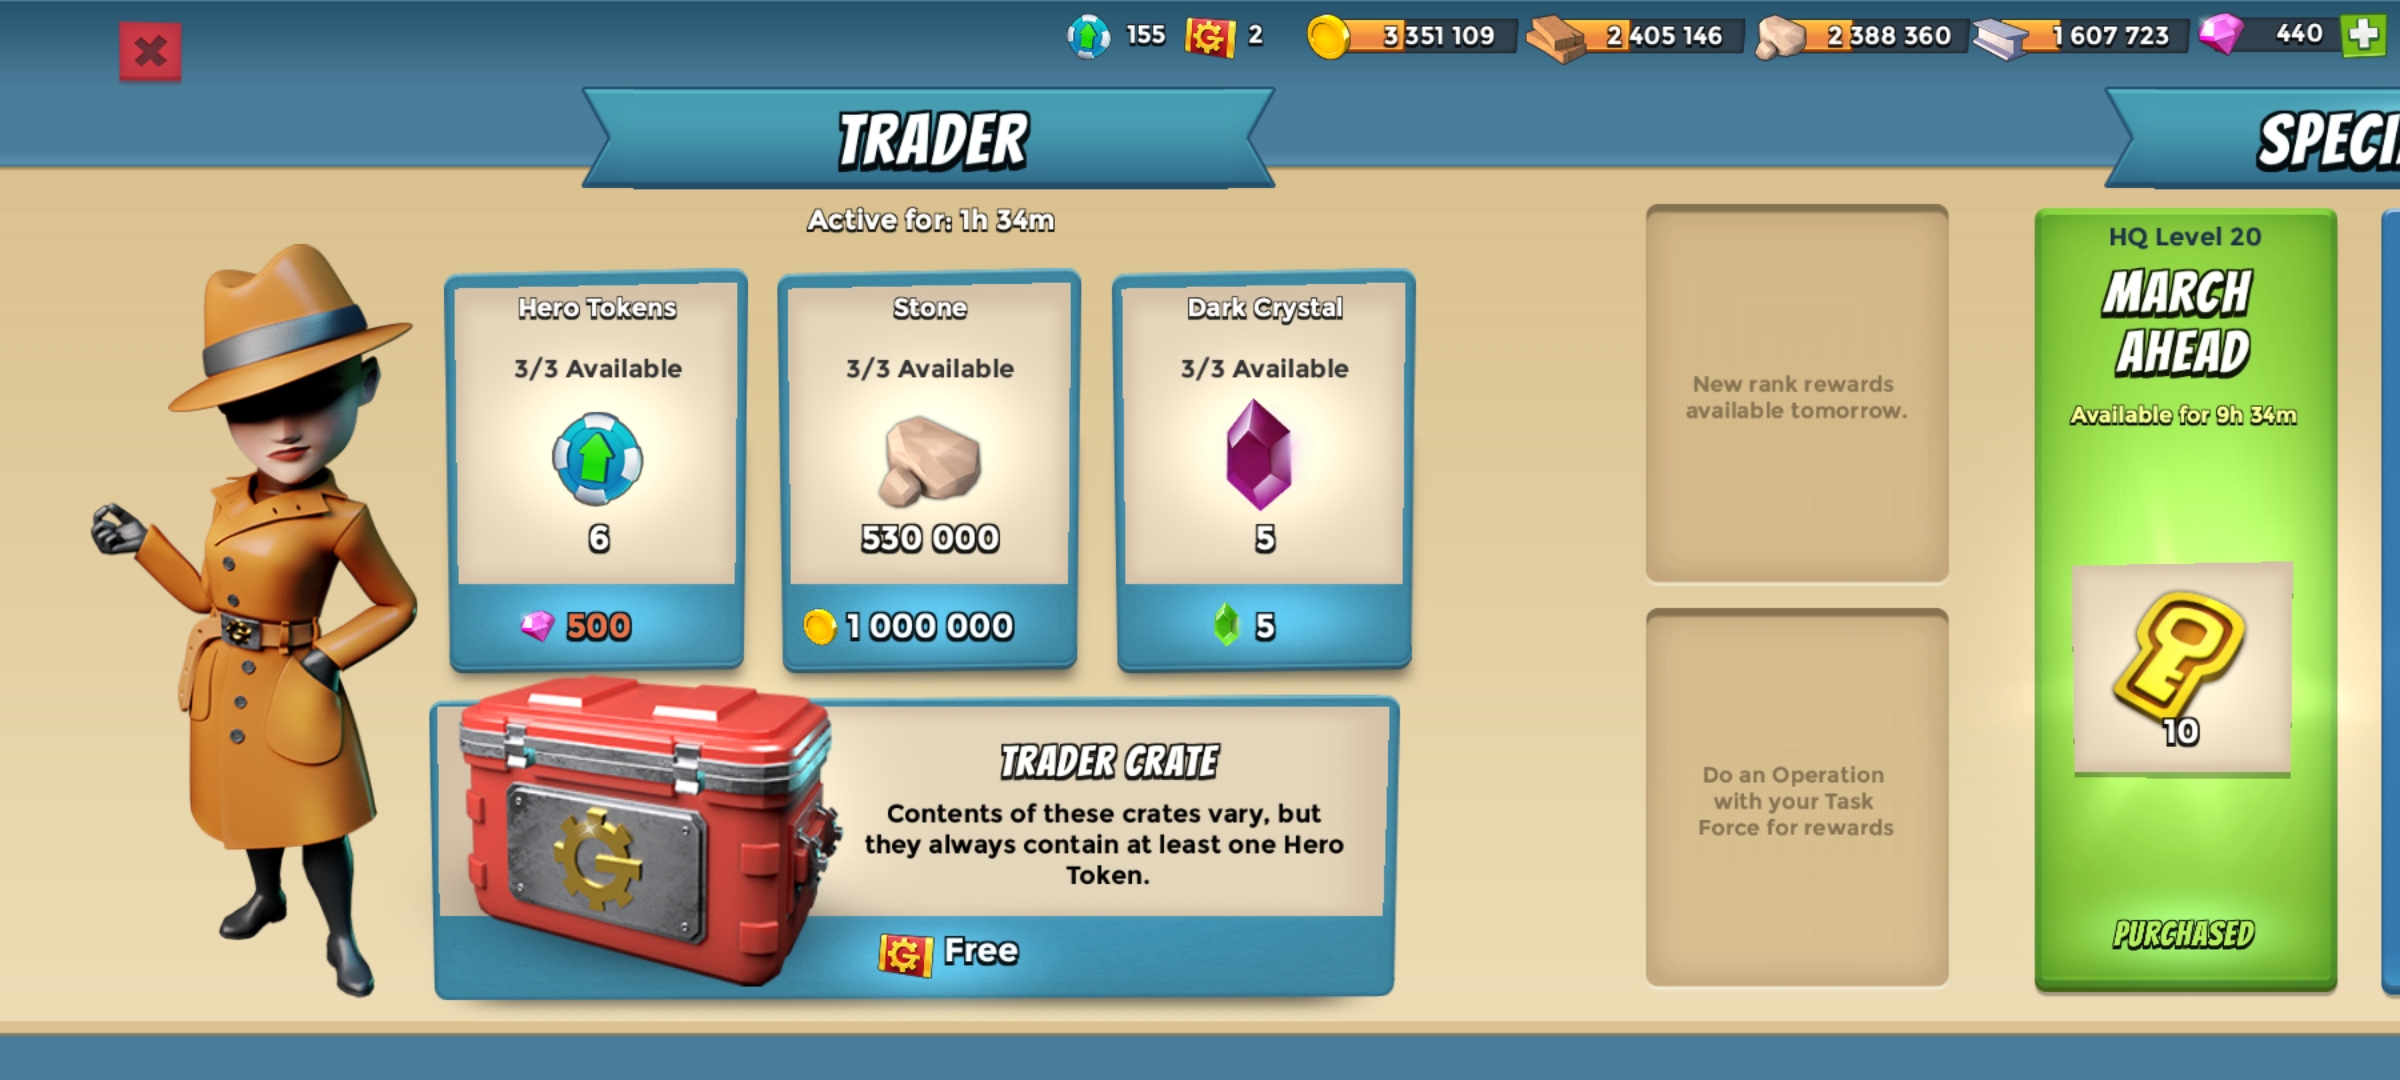 155 2 3 351 109 2 405 146 2 388 360 1 607 723 440
TRADER
Active for: 1h 34m
Hero Tokens
3/3 Available
6
500
Stone
3/3 Available
530 000
1 000 000
Dark Crystal
3/3 Available
5
5
TRADER CRATE
Contents of these crates vary, but
they always contain at least one Hero
Token.
Free
New rank rewards
available tomorrow.
Do an Operation
with your Task
Force for rewards
SPECI
HQ Level 20
MARCH
AHEAD
Available for 9h 34m
10
PURCHASED